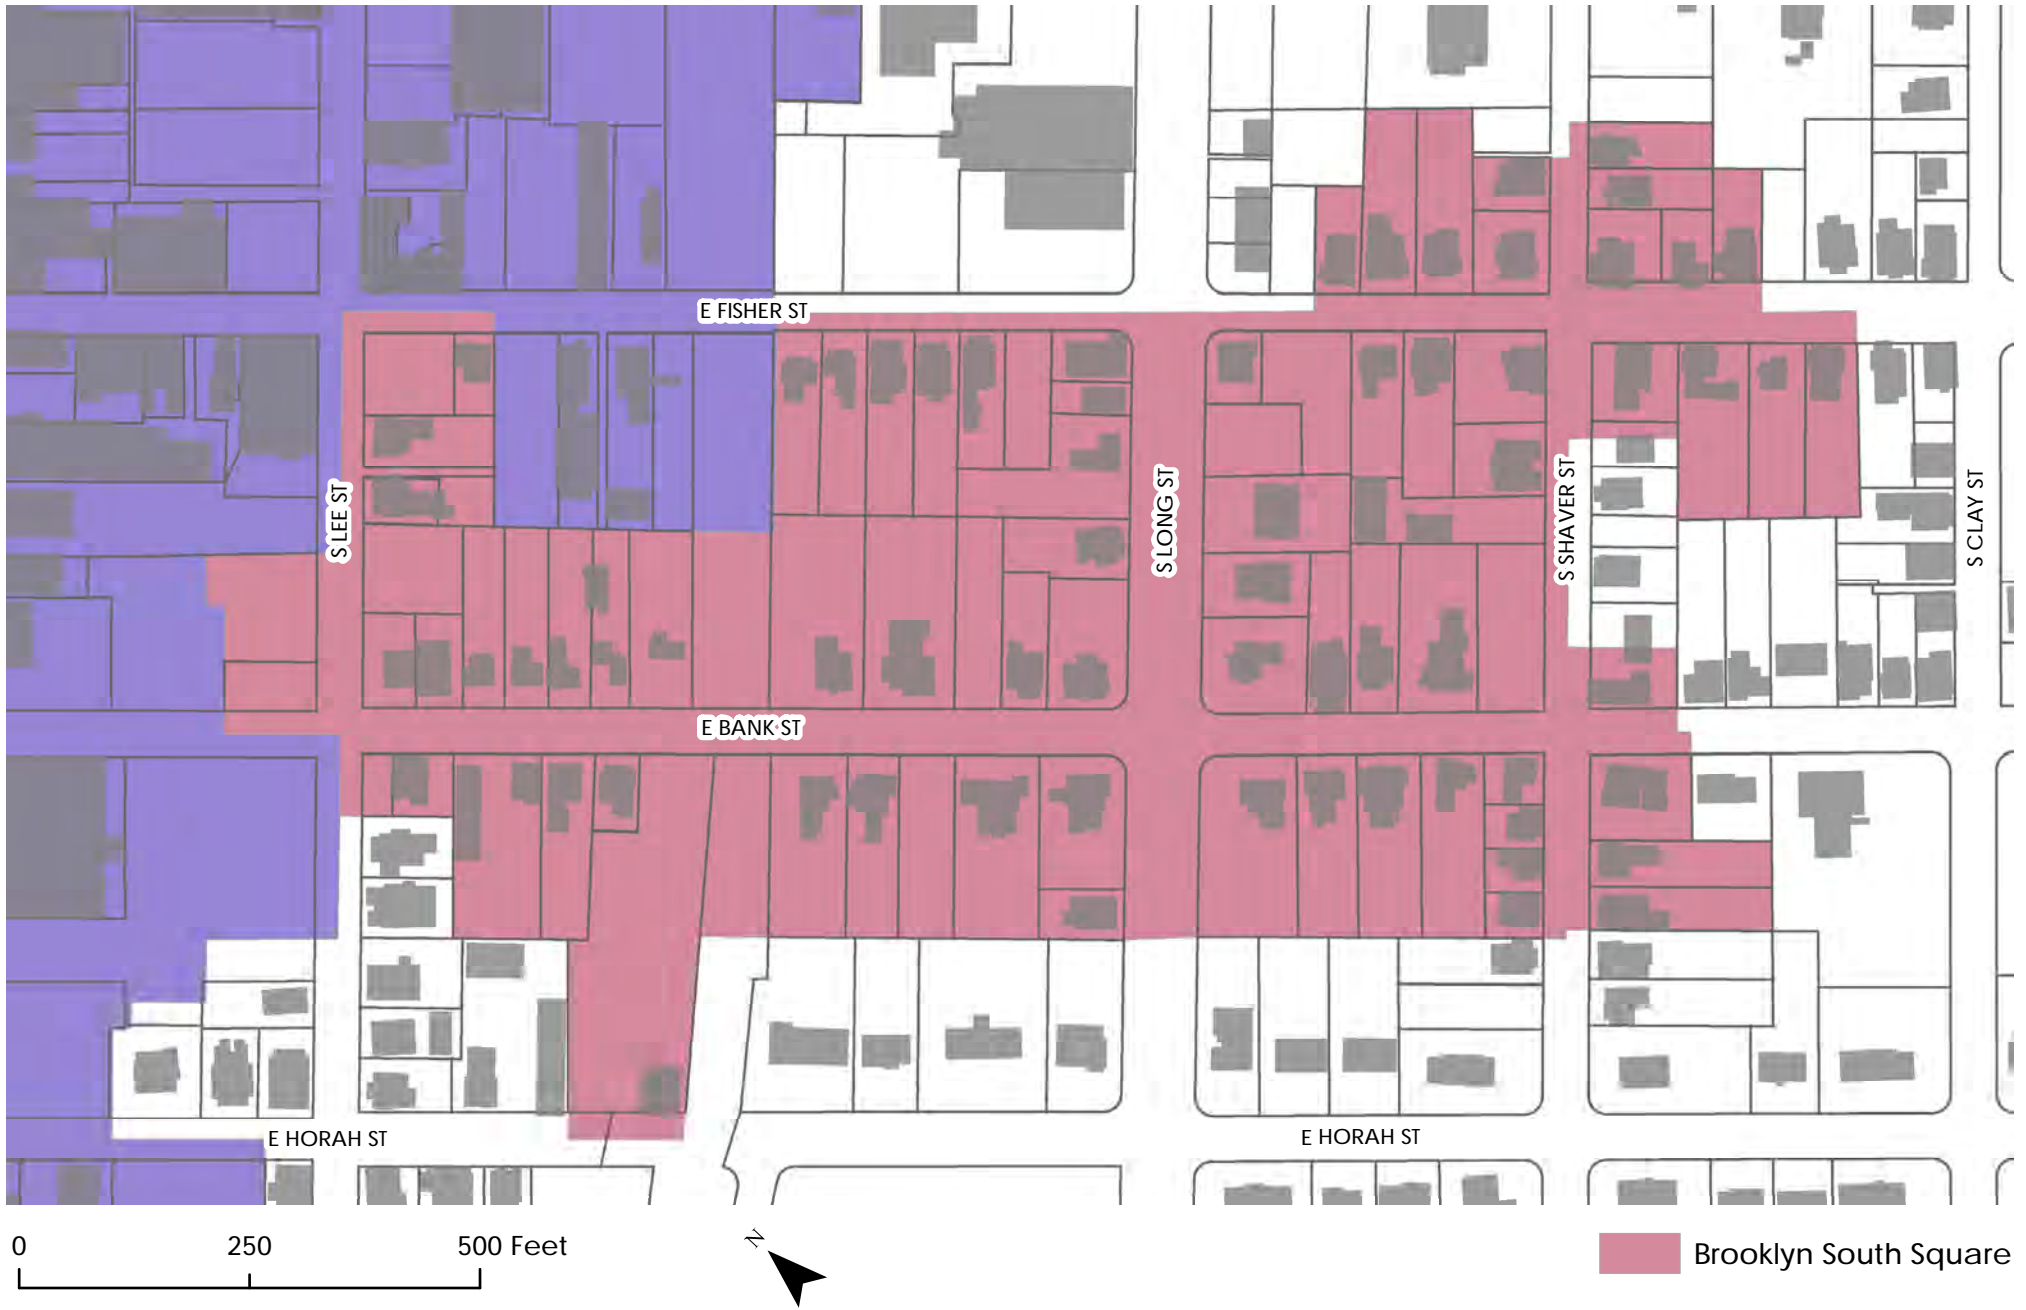 E FISHER ST
S LEE ST
S LONG ST
S SHAVER ST
S CLAY ST
E BANK ST
E HORAH ST
E HORAH ST
0 250 500 Feet
N
Brooklyn South Square